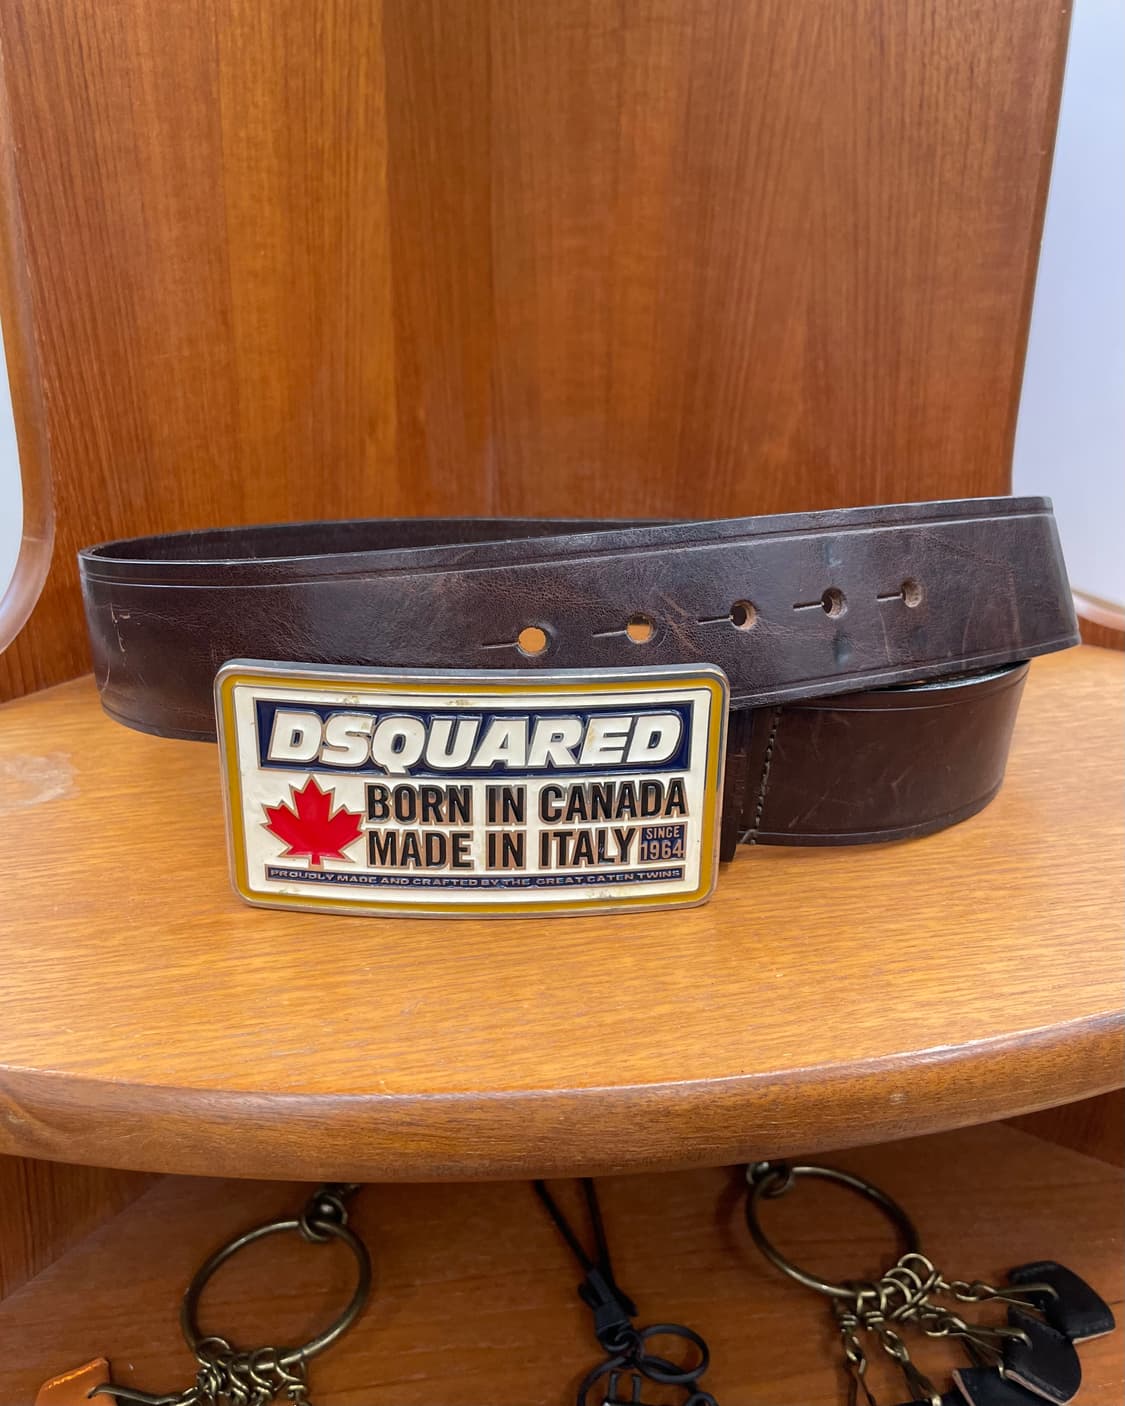 DSQUARED
BORN IN CANADA
MADE IN ITALY SINCE 1964
PROUDLY MADE AND CRAFTED BY THE GREAT CATEN TWINS